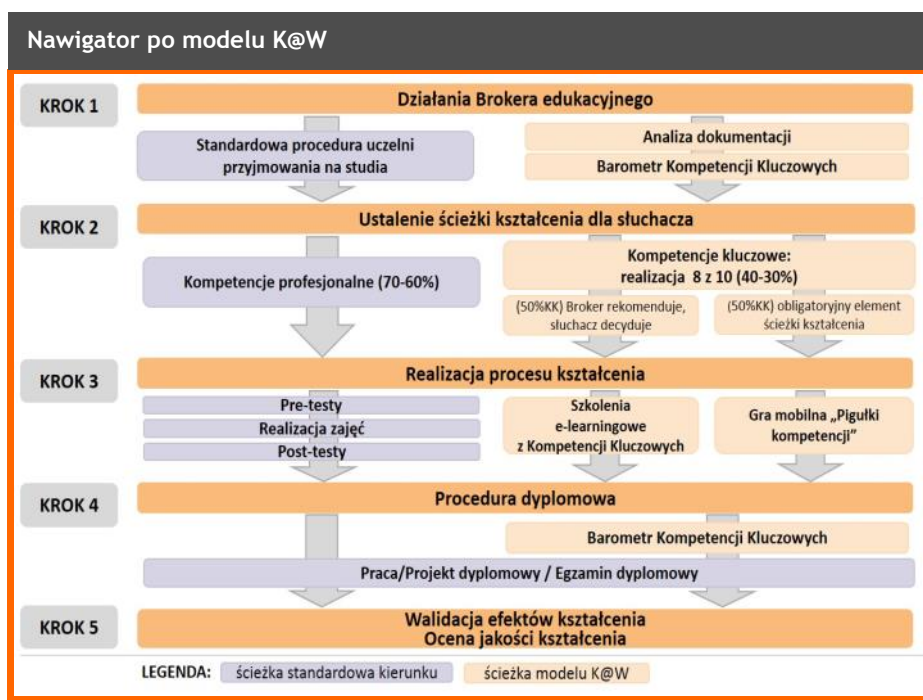 Nawigator po modelu K@W
KROK 1
Działania Brokera edukacyjnego
Standardowa procedura uczelni
przyjmowania na studia
Analiza dokumentacji
Barometr Kompetencji Kluczowych
KROK 2
Ustalenie ścieżki kształcenia dla słuchacza
Kompetencje profesjonalne (70-60%)
Kompetencje kluczowe:
realizacja 8 z 10 (40-30%)
(50%KK) Broker rekomenduje,
słuchacz decyduje
(50%KK) obligatoryjny element
ścieżki kształcenia
KROK 3
Realizacja procesu kształcenia
Pre-testy
Realizacja zajęć
Post-testy
Szkolenia
e-learningowe
z Kompetencji Kluczowych
Gra mobilna „Pigułki
kompetencji”
KROK 4
Procedura dyplomowa
Barometr Kompetencji Kluczowych
Praca/Projekt dyplomowy / Egzamin dyplomowy
KROK 5
Walidacja efektów kształcenia
Ocena jakości kształcenia
LEGENDA: ścieżka standardowa kierunku ścieżka modelu K@W